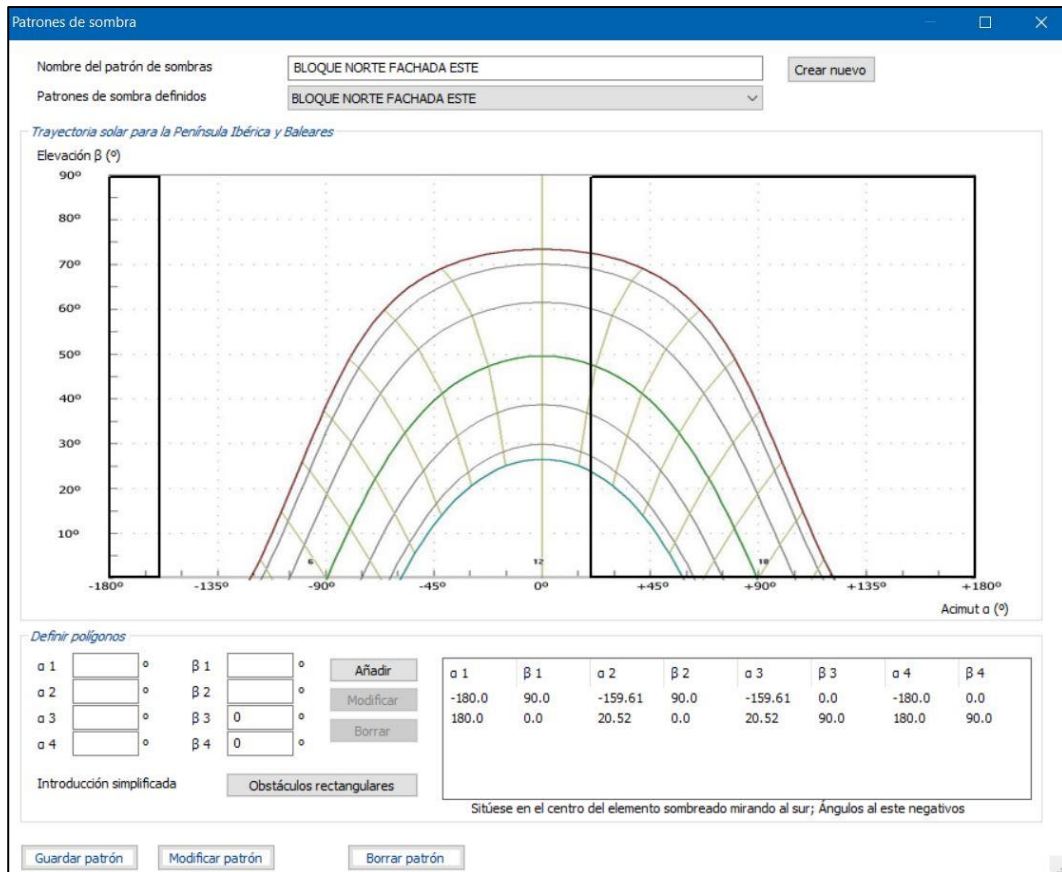 Patrones de sombra
Nombre del patrón de sombras BLOQUE NORTE FACHADA ESTE Crear nuevo
Patrones de sombra definidos BLOQUE NORTE FACHADA ESTE
Trayectoria solar para la Península Ibérica y Baleares
Elevación β (º)
90º
80º
70º
60º
50º
40º
30º
20º
10º
6 12 18
-180º -135º -90º -45º 0º +45º +90º +135º +180º
Acimut α (º)
Definir polígonos
α 1 º β 1 º Añadir
α 2 º β 2 º Modificar
α 3 º β 3 0 º Borrar
α 4 º β 4 0 º
α 1 β 1 α 2 β 2 α 3 β 3 α 4 β 4
-180.0 90.0 -159.61 90.0 -159.61 0.0 -180.0 0.0
180.0 0.0 20.52 0.0 20.52 90.0 180.0 90.0
Introducción simplificada Obstáculos rectangulares
Sitúese en el centro del elemento sombreado mirando al sur; Ángulos al este negativos
Guardar patrón Modificar patrón Borrar patrón